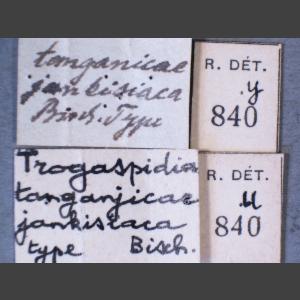 tanganicae
jankisiaca
Bisch. Type
R. DÉT.
y
840
Trogaspidia
tanganjicae
jankisiaca
type Bisch.
R. DÉT.
840